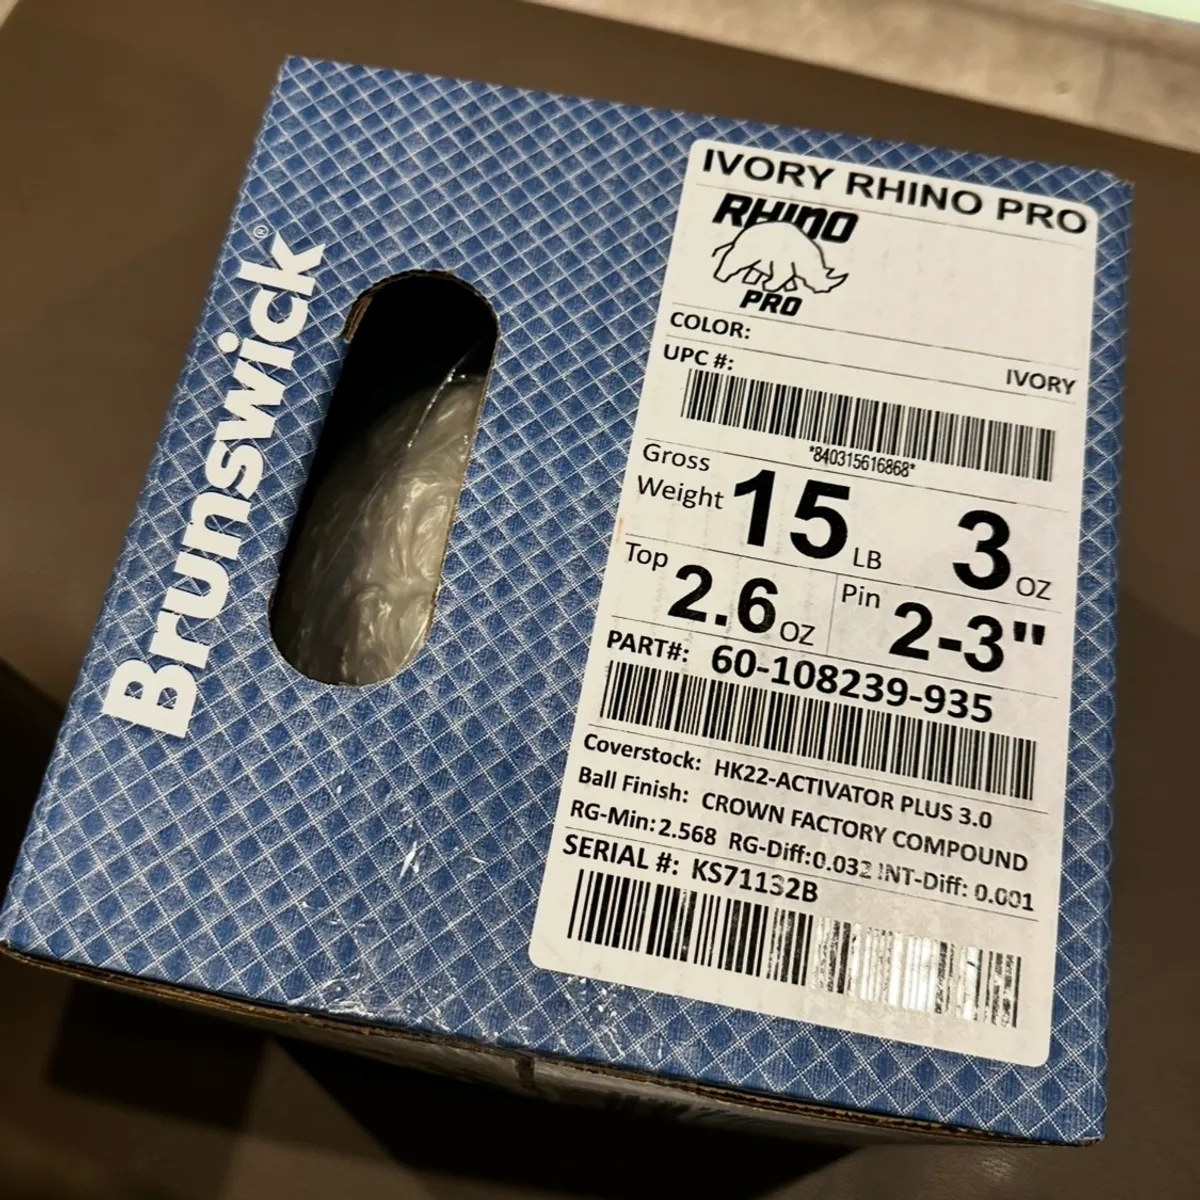 Brunswick®
IVORY RHINO PRO
RHINO
PRO
COLOR:
IVORY
UPC #:
*840315616868*
Gross Weight 15 LB 3 OZ
Top 2.6 OZ Pin 2-3"
PART#: 60-108239-935
Coverstock: HK22-ACTIVATOR PLUS 3.0
Ball Finish: CROWN FACTORY COMPOUND
RG-Min:2.568 RG-Diff:0.032 INT-Diff: 0.001
SERIAL #: KS71132B